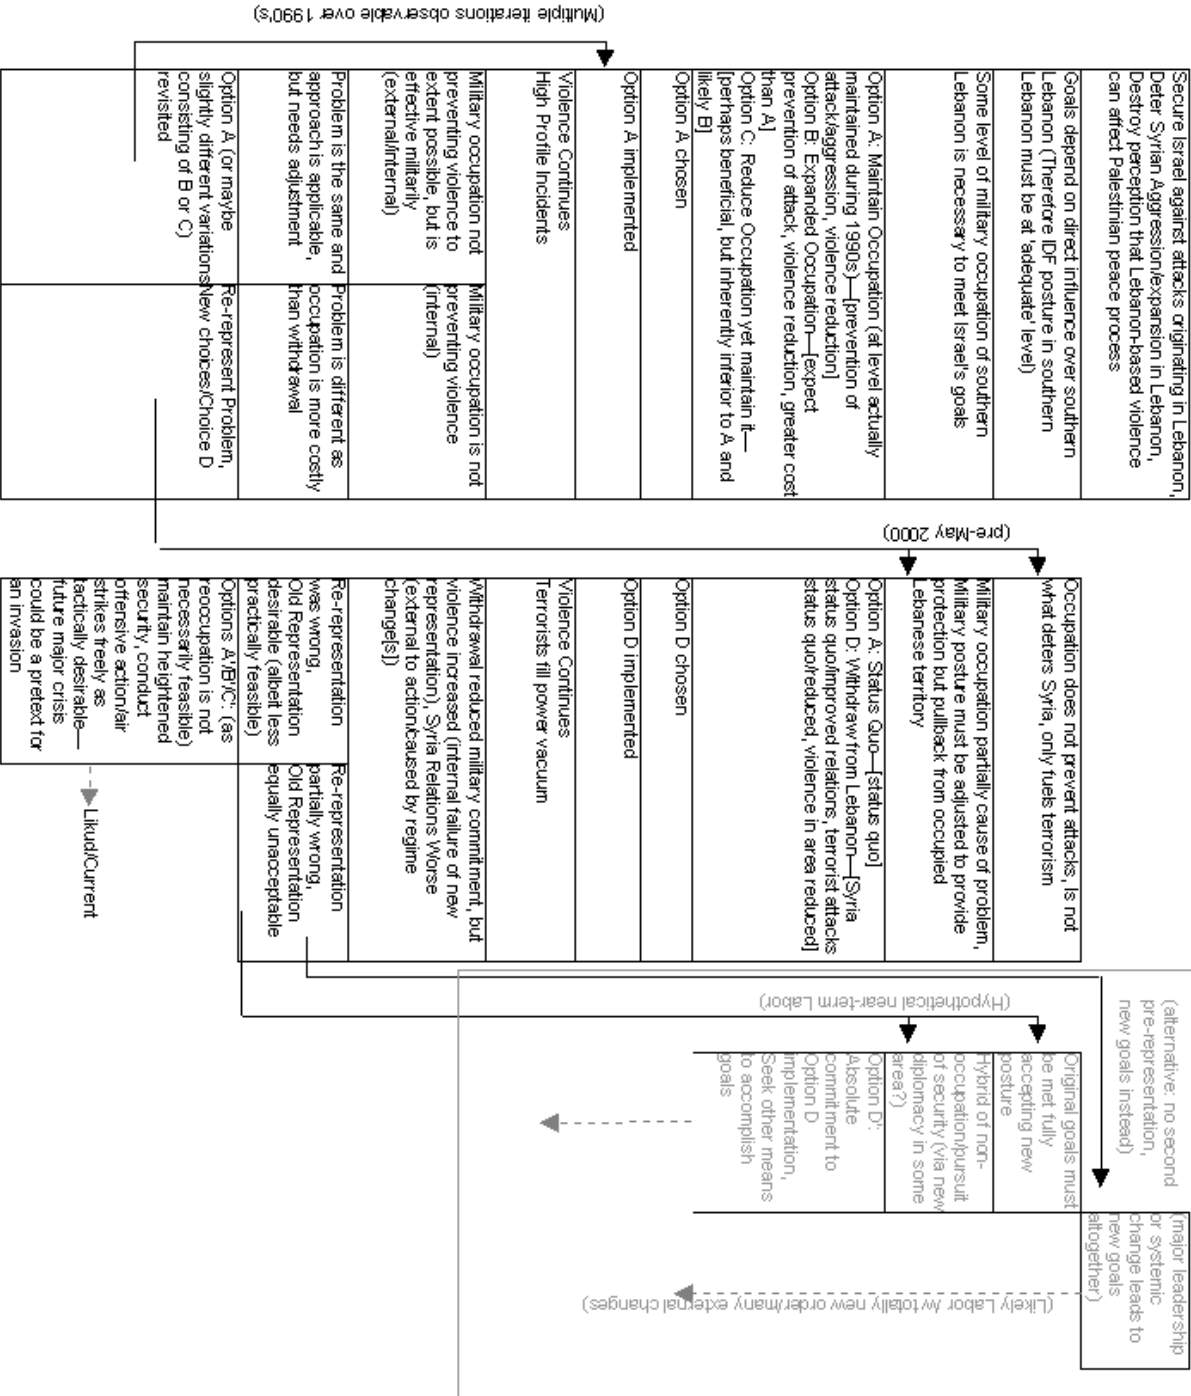 Secure Israel against attacks originating in Lebanon,
Deter Syrian Aggression/expansion in Lebanon,
Destroy perception that Lebanon-based violence
can affect Palestinian peace process
Goals depend on direct influence over southern
Lebanon (Therefore IDF posture in southern
Lebanon must be at 'adequate' level)
Some level of military occupation of southern
Lebanon is necessary to meet Israel's goals
Option A: Maintain Occupation (at level actually
maintained during 1990s)—[prevention of
attack/aggression, violence reduction]
Option B: Expanded Occupation—[expect
prevention of attack, violence reduction, greater cost
than A]
Option C: Reduce Occupation yet maintain it—
[perhaps beneficial, but inherently inferior to A and
likely B]
Option A chosen
Option A implemented
Violence Continues
High Profile Incidents
Military occupation not
preventing violence to
extent possible, but is
effective militarily
(external/internal)
Military occupation is not
preventing violence
(internal)
Problem is the same and
approach is applicable,
but needs adjustment
Problem is different as
occupation is more costly
than withdrawal
Option A (or maybe
slightly different variations
consisting of B or C)
revisited
Re-represent Problem,
New choices/Choice D
(Multiple iterations observable over 1990's)
(pre-May 2000)
Occupation does not prevent attacks, Is not
what deters Syria, only fuels terrorism
Military occupation partially cause of problem,
Military posture must be adjusted to provide
protection but pullback from occupied
Lebanese territory
Option A: Status Quo—[status quo]
Option D: Withdraw from Lebanon—[Syria
status quo/improved relations, terrorist attacks
status quo/reduced, violence in area reduced]
Option D chosen
Option D implemented
Violence Continues
Terrorists fill power vacuum
Withdrawal reduced military commitment, but
violence increased (internal failure of new
representation), Syria Relations Worse
(external to action/caused by regime
change[s])
Re-representation
was wrong,
Old Representation
desirable (albeit less
practically feasible)
Re-representation
partially wrong,
Old Representation
equally unacceptable
Options A'/B'/C': (as
reoccupation is not
necessarily feasible)
maintain heightened
security, conduct
offensive action/air
strikes freely as
tactically desirable—
future major crisis
could be a pretext for
an invasion
Likud/Current
(Hypothetical near-term Labor)
(alternative: no second
pre-representation,
new goals instead)
Original goals must
be met fully
accepting new
posture
Hybrid of non-
occupation/pursuit
of security (via new
diplomacy in some
area?)
Option D':
Absolute
commitment to
Option D
implementation,
Seek other means
to accomplish
goals
(major leadership
or systemic
change leads to
new goals
altogether)
(Likely Labor /w totally new order/many external changes)